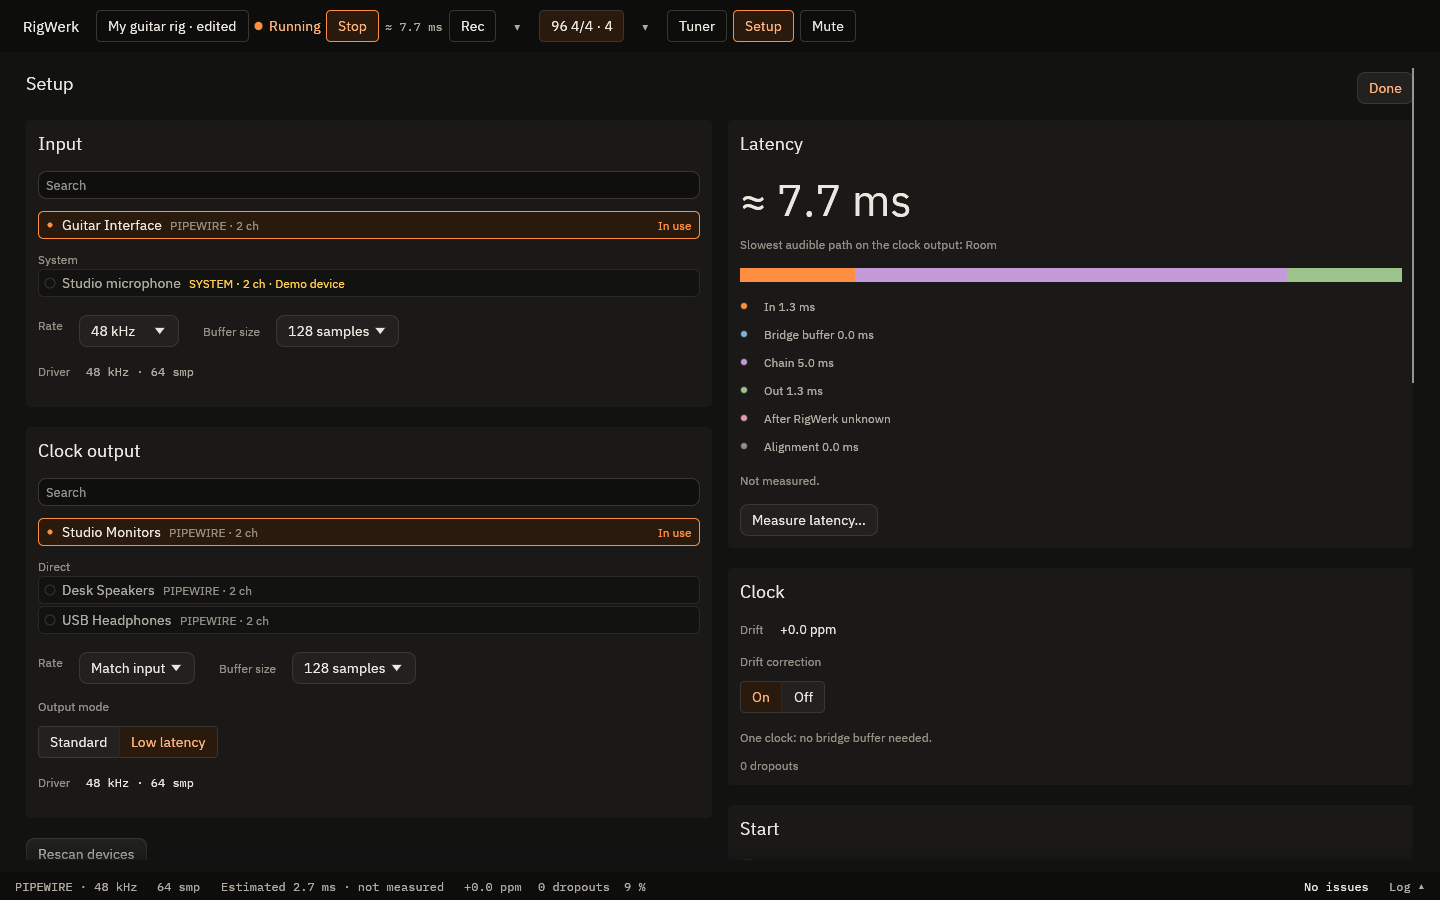 RigWerk My guitar rig · edited Running Stop ≈ 7.7 ms Rec ▼ 96 4/4 · 4 ▼ Tuner Setup Mute
Setup
Done
Input
Search
Guitar Interface PIPEWIRE · 2 ch In use
System
Studio microphone SYSTEM · 2 ch · Demo device
Rate 48 kHz ▼ Buffer size 128 samples ▼
Driver 48 kHz · 64 smp
Clock output
Search
Studio Monitors PIPEWIRE · 2 ch In use
Direct
Desk Speakers PIPEWIRE · 2 ch
USB Headphones PIPEWIRE · 2 ch
Rate Match input ▼ Buffer size 128 samples ▼
Output mode
Standard Low latency
Driver 48 kHz · 64 smp
Rescan devices
Latency
≈ 7.7 ms
Slowest audible path on the clock output: Room
In 1.3 ms
Bridge buffer 0.0 ms
Chain 5.0 ms
Out 1.3 ms
After RigWerk unknown
Alignment 0.0 ms
Not measured.
Measure latency...
Clock
Drift +0.0 ppm
Drift correction
On Off
One clock: no bridge buffer needed.
0 dropouts
Start
PIPEWIRE · 48 kHz 64 smp Estimated 2.7 ms · not measured +0.0 ppm 0 dropouts 9 % No issues Log ▲